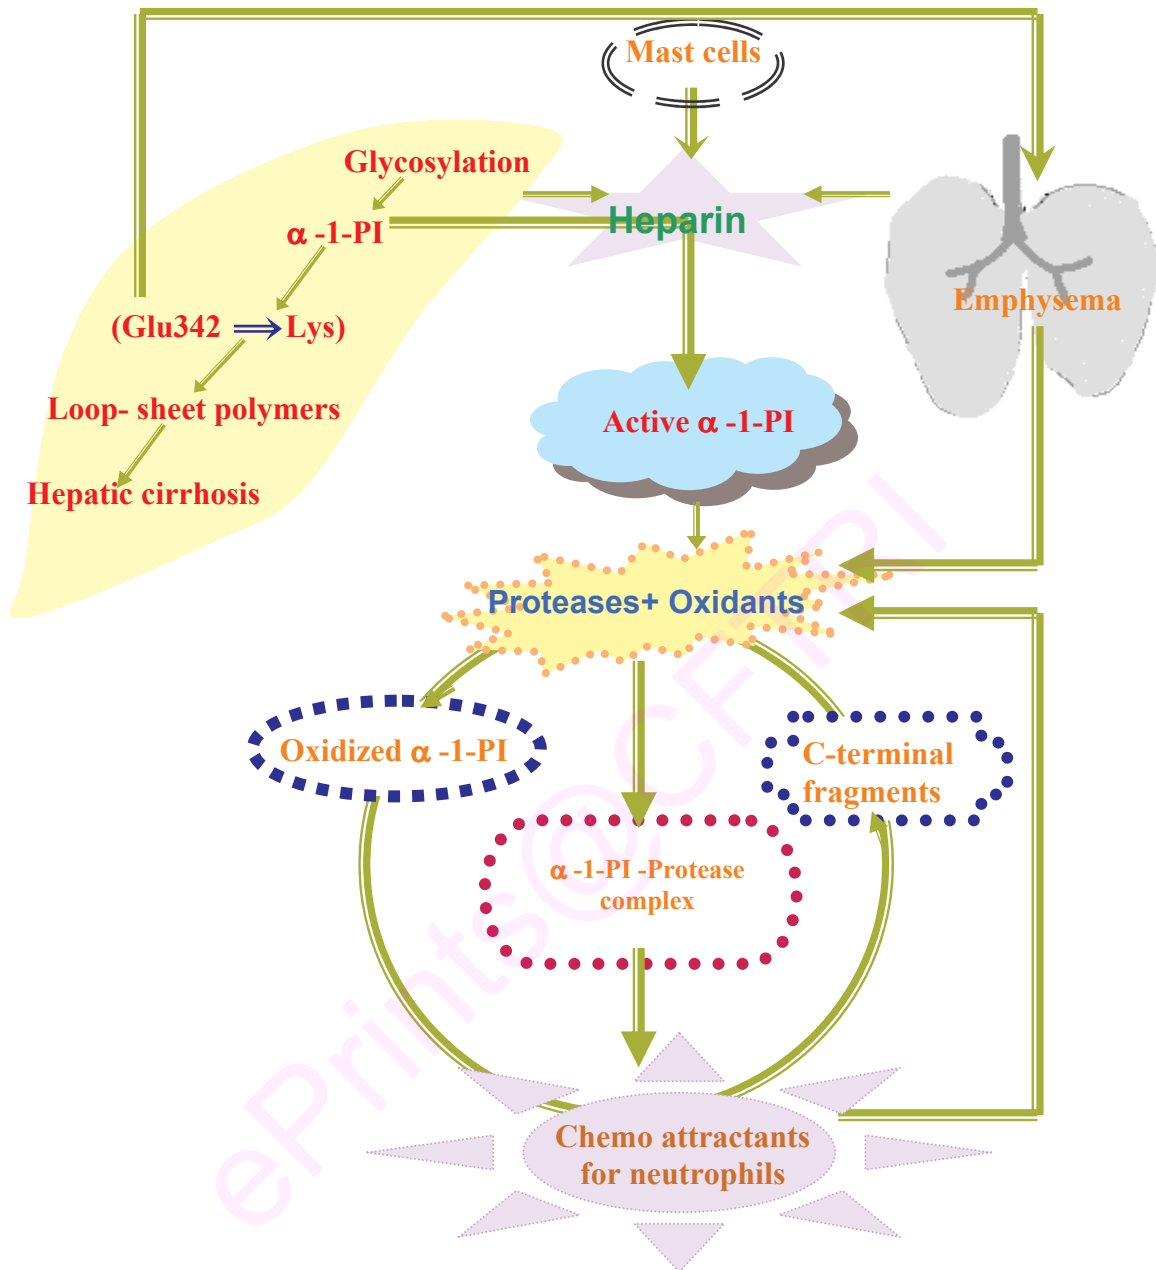 Mast cells
Glycosylation
Heparin
α -1-PI
(Glu342 Lys)
Emphysema
Loop- sheet polymers
Active α -1-PI
Hepatic cirrhosis
Proteases+ Oxidants
Oxidized α -1-PI
C-terminal
fragments
α -1-PI -Protease
complex
Chemo attractants
for neutrophils
ePrints@CFTRI